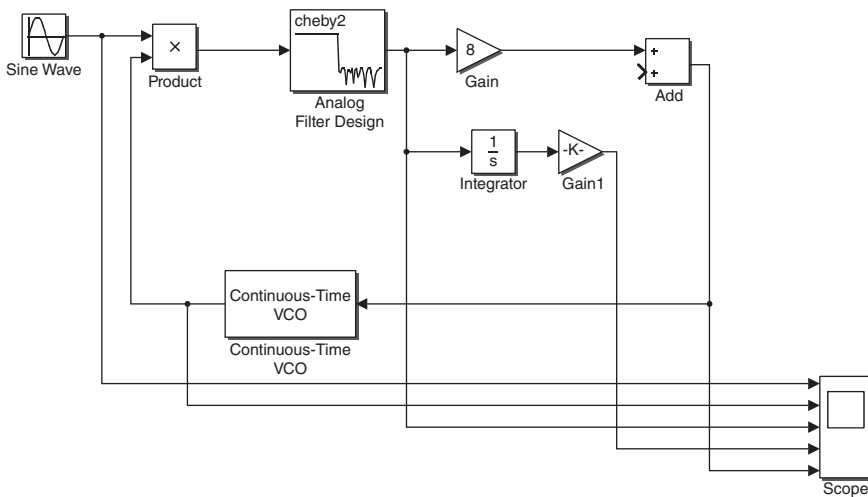 cheby2
Sine Wave
×
Product
Analog
Filter Design
8
Gain
+
+
Add
1
s
Integrator
-K-
Gain1
Continuous-Time
VCO
Continuous-Time
VCO
Scope